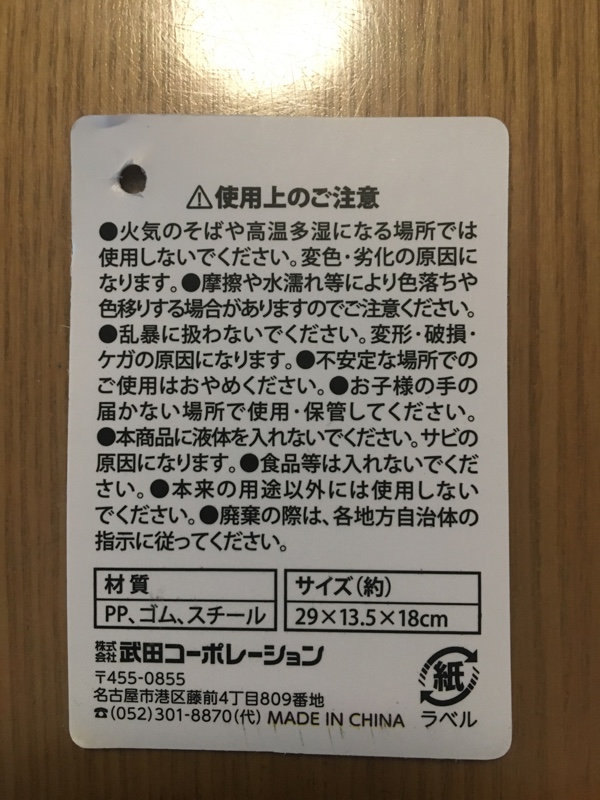 ⚠使用上のご注意
●火気のそばや高温多湿になる場所では
使用しないでください。変色・劣化の原因に
なります。●摩擦や水濡れ等により色落ちや
色移りする場合がありますのでご注意ください。
●乱暴に扱わないでください。変形・破損・
ケガの原因になります。●不安定な場所での
ご使用はおやめください。●お子様の手の
届かない場所で使用・保管してください。
●本商品に液体を入れないでください。サビの
原因になります。●食品等は入れないでくだ
さい。●本来の用途以外には使用しない
でください。●廃棄の際は、各地方自治体の
指示に従ってください。
材質 サイズ(約)
PP、ゴム、スチール 29×13.5×18cm
株式会社 武田コーポレーション
〒455-0855
名古屋市港区藤前4丁目809番地
☎(052)301-8870(代) MADE IN CHINA
紙
ラベル